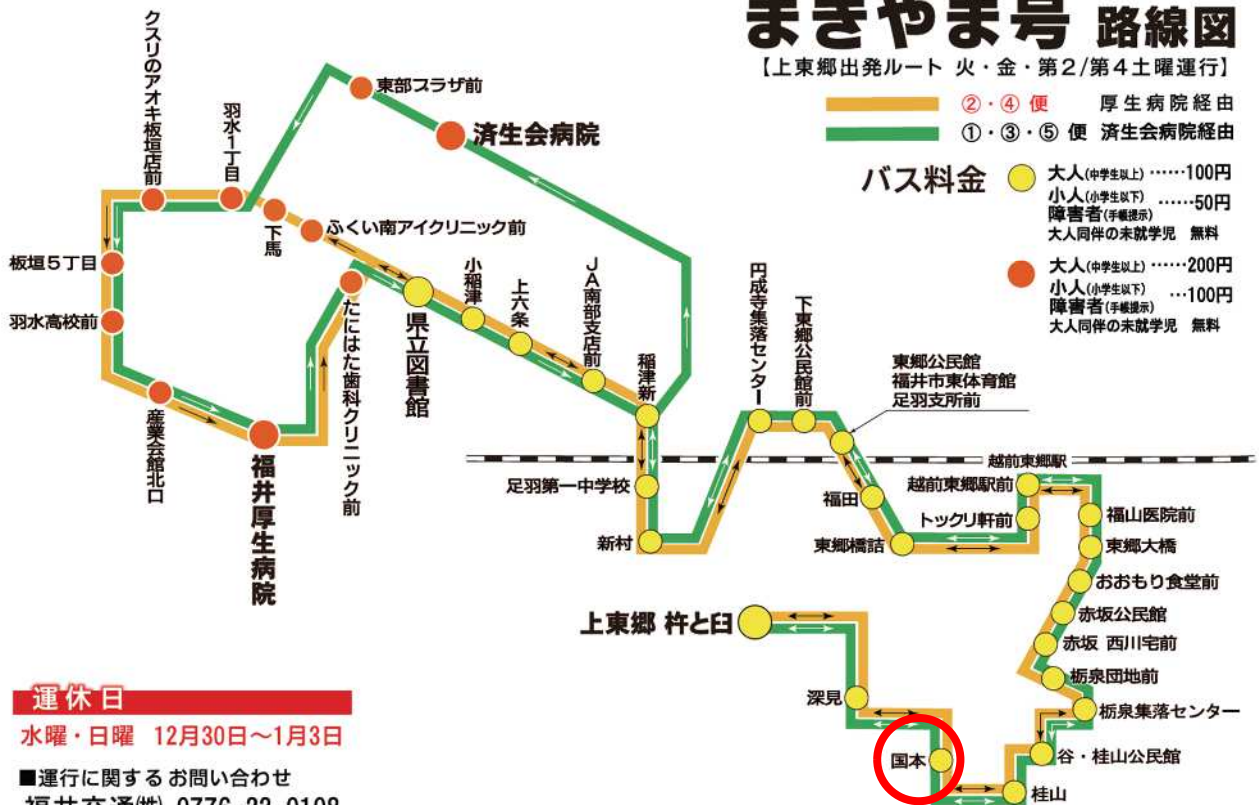 まきやま号 路線図
【上東郷出発ルート 火・金・第2/第4土曜運行】
②・④ 便 厚生病院経由
①・③・⑤ 便 済生会病院経由
バス料金
大人(中学生以上)……100円
小人(小学生以下)
障害者(手帳提示)……50円
大人同伴の未就学児 無料
大人(中学生以上)……200円
小人(小学生以下)
障害者(手帳提示)…100円
大人同伴の未就学児 無料
クスリのアオキ板垣店前
羽水1丁目
東部プラザ前
済生会病院
下馬
ふくい南アイクリニック前
板垣5丁目
羽水高校前
産業会館北口
福井厚生病院
たにはた歯科クリニック前
県立図書館
小稲津
上六条
JA南部支店前
稲津新
足羽第一中学校
新村
円成寺集落センター
下東郷公民館前
東郷公民館
福井市東体育館
足羽支所前
福田
東郷橋詰
越前東郷駅
越前東郷駅前
トックリ軒前
福山医院前
東郷大橋
おおもり食堂前
赤坂公民館
赤坂 西川宅前
栃泉団地前
栃泉集落センター
谷・桂山公民館
桂山
国本
深見
上東郷 杵と臼
運休日
水曜・日曜 12月30日～1月3日
■運行に関するお問い合わせ
福井交通(株) 0776-22-0108